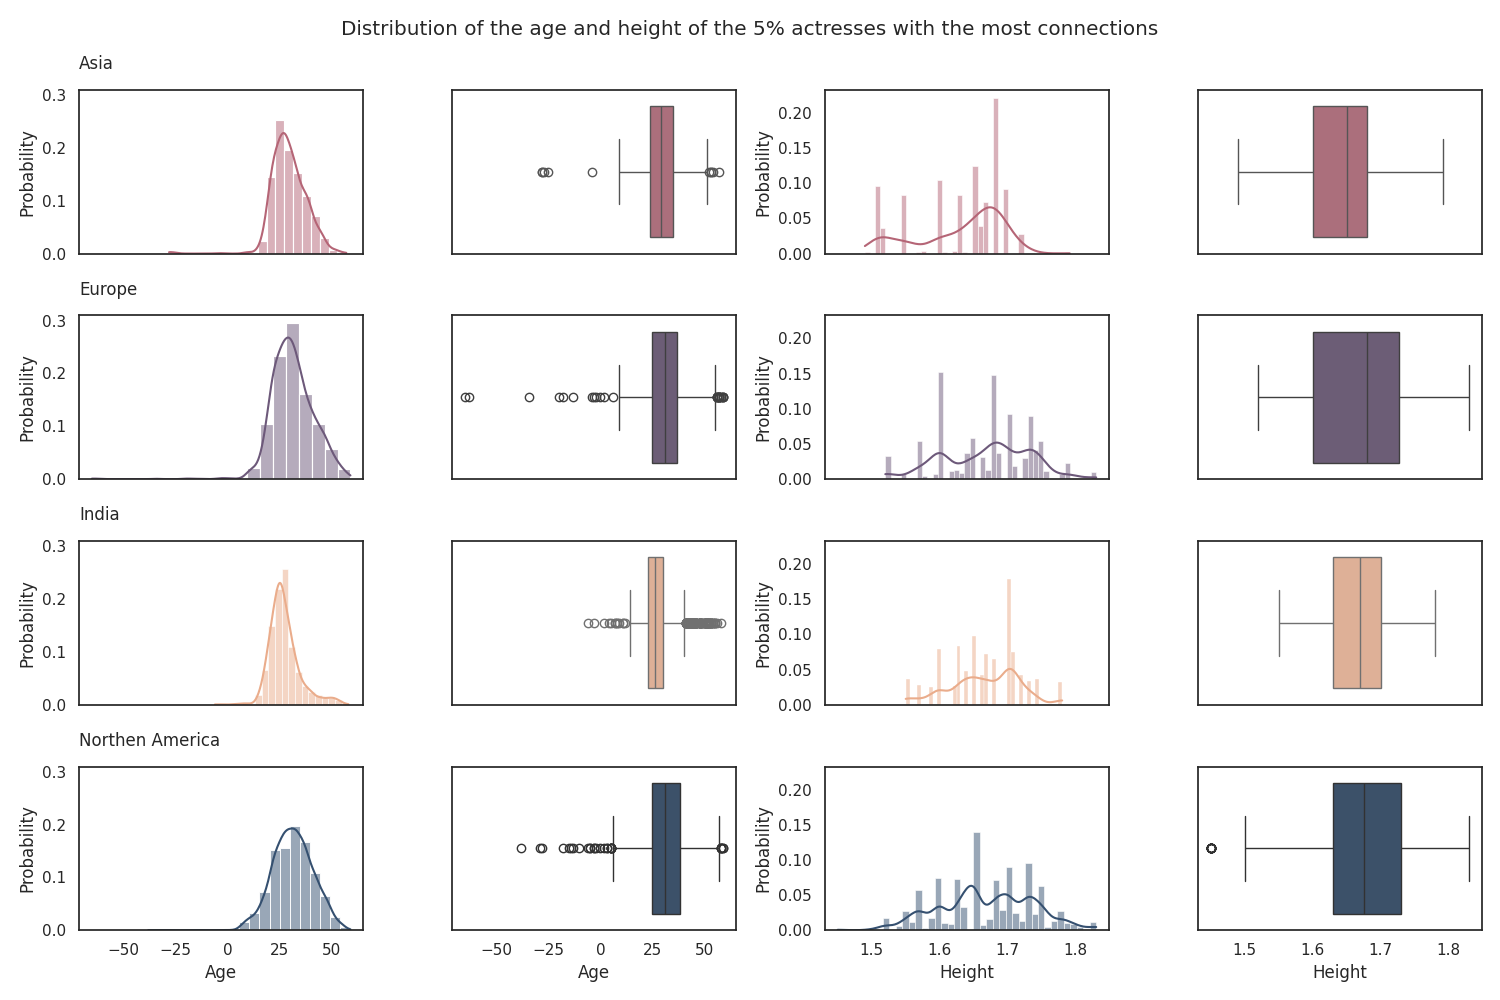 Distribution of the age and height of the 5% actresses with the most connections
Asia
0.3
0.2
0.1
0.0
Probability
0.20
0.15
0.10
0.05
0.00
Probability
Europe
0.3
0.2
0.1
0.0
Probability
0.20
0.15
0.10
0.05
0.00
Probability
India
0.3
0.2
0.1
0.0
Probability
0.20
0.15
0.10
0.05
0.00
Probability
Northen America
0.3
0.2
0.1
0.0
Probability
0.20
0.15
0.10
0.05
0.00
Probability
−50 −25 0 25 50
Age
−50 −25 0 25 50
Age
1.5 1.6 1.7 1.8
Height
1.5 1.6 1.7 1.8
Height